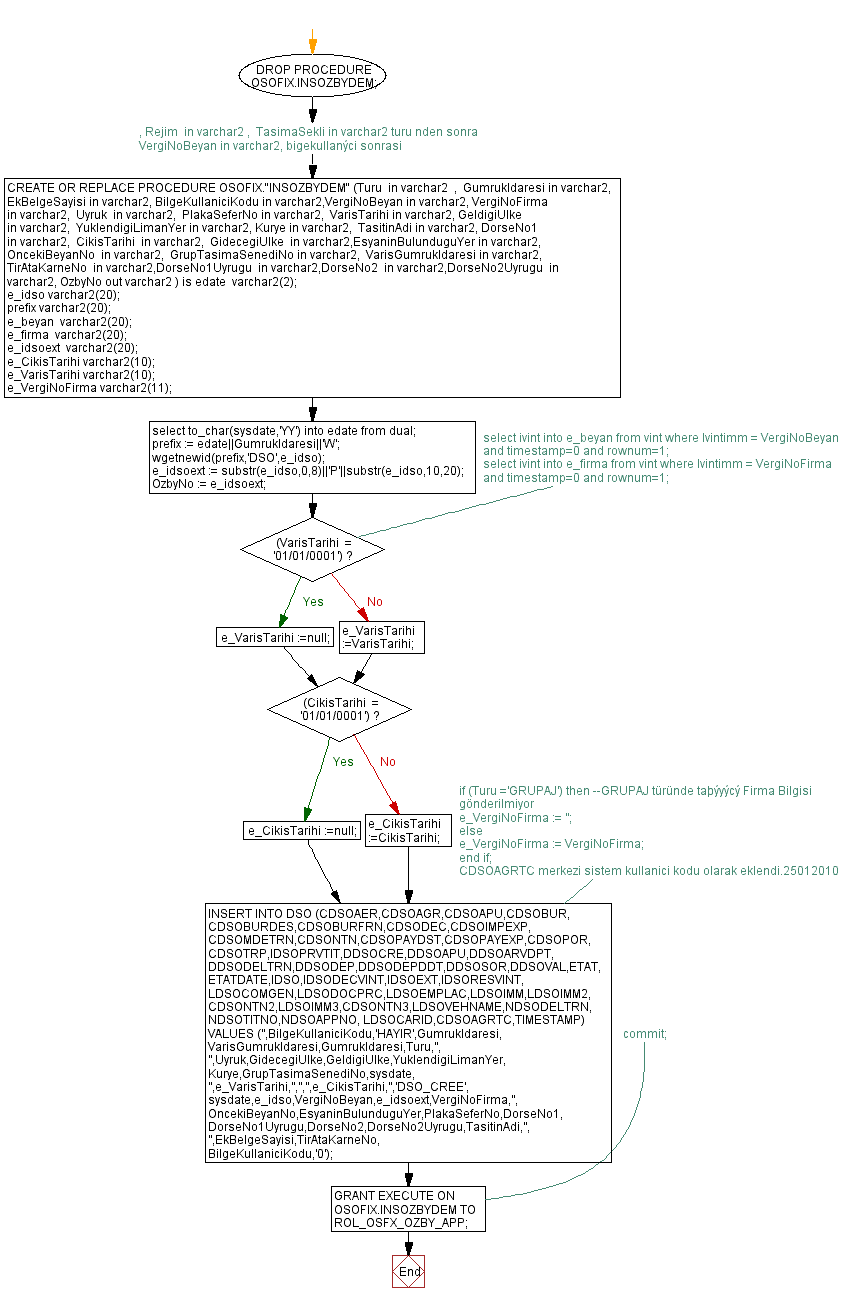 DROP PROCEDURE
OSOFIX.INSOZBYDEM;
, Rejim  in varchar2 ,  TasimaSekli in varchar2 turu nden sonra
VergiNoBeyan in varchar2, bigekullanýci sonrasi
CREATE OR REPLACE PROCEDURE OSOFIX."INSOZBYDEM" (Turu  in varchar2  ,  GumrukIdaresi in varchar2,
EkBelgeSayisi in varchar2, BilgeKullaniciKodu in varchar2,VergiNoBeyan in varchar2, VergiNoFirma
in varchar2,  Uyruk  in varchar2,  PlakaSeferNo in varchar2,  VarisTarihi in varchar2, GeldigiUlke
in varchar2,  YuklendigiLimanYer in varchar2, Kurye in varchar2,  TasitinAdi in varchar2, DorseNo1
in varchar2,  CikisTarihi  in varchar2,  GidecegiUlke  in varchar2,EsyaninBulunduguYer in varchar2,
OncekiBeyanNo  in varchar2,  GrupTasimaSenediNo in varchar2,  VarisGumrukIdaresi in varchar2,
TirAtaKarneNo  in varchar2,DorseNo1Uyrugu  in varchar2,DorseNo2  in varchar2,DorseNo2Uyrugu  in
varchar2, OzbyNo out varchar2 ) is edate  varchar2(2);
e_idso varchar2(20);
prefix varchar2(20);
e_beyan  varchar2(20);
e_firma  varchar2(20);
e_idsoext  varchar2(20);
e_CikisTarihi varchar2(10);
e_VarisTarihi varchar2(10);
e_VergiNoFirma varchar2(11);
select to_char(sysdate,'YY') into edate from dual;
prefix := edate||GumrukIdaresi||'W';
wgetnewid(prefix,'DSO',e_idso);
e_idsoext := substr(e_idso,0,8)||'P'||substr(e_idso,10,20);
OzbyNo := e_idsoext;
select ivint into e_beyan from vint where lvintimm = VergiNoBeyan
and timestamp=0 and rownum=1;
select ivint into e_firma from vint where lvintimm = VergiNoFirma
and timestamp=0 and rownum=1;
(VarisTarihi  =
'01/01/0001') ?
Yes
No
e_VarisTarihi :=null;
e_VarisTarihi
:=VarisTarihi;
(CikisTarihi  =
'01/01/0001') ?
Yes
No
e_CikisTarihi :=null;
e_CikisTarihi
:=CikisTarihi;
if (Turu ='GRUPAJ') then --GRUPAJ türünde taþýyýcý Firma Bilgisi
gönderilmiyor
e_VergiNoFirma := '';
else
e_VergiNoFirma := VergiNoFirma;
end if;
CDSOAGRTC merkezi sistem kullanici kodu olarak eklendi.25012010
INSERT INTO DSO (CDSOAER,CDSOAGR,CDSOAPU,CDSOBUR,
CDSOBURDES,CDSOBURFRN,CDSODEC,CDSOIMPEXP,
CDSOMDETRN,CDSONTN,CDSOPAYDST,CDSOPAYEXP,CDSOPOR,
CDSOTRP,IDSOPRVTIT,DDSOCRE,DDSOAPU,DDSOARVDPT,
DDSODELTRN,DDSODEP,DDSODEPDDT,DDSOSOR,DDSOVAL,ETAT,
ETATDATE,IDSO,IDSODECVINT,IDSOEXT,IDSORESVINT,
LDSOCOMGEN,LDSODOCPRC,LDSOEMPLAC,LDSOIMM,LDSOIMM2,
CDSONTN2,LDSOIMM3,CDSONTN3,LDSOVEHNAME,NDSODELTRN,
NDSOTITNO,NDSOAPPNO, LDSOCARID,CDSOAGRTC,TIMESTAMP)
VALUES ('',BilgeKullaniciKodu,'HAYIR',GumrukIdaresi,
VarisGumrukIdaresi,GumrukIdaresi,Turu,'',
'',Uyruk,GidecegiUlke,GeldigiUlke,YuklendigiLimanYer,
Kurye,GrupTasimaSenediNo,sysdate,
'',e_VarisTarihi,'','','',e_CikisTarihi,'','DSO_CREE',
sysdate,e_idso,VergiNoBeyan,e_idsoext,VergiNoFirma,'',
OncekiBeyanNo,EsyaninBulunduguYer,PlakaSeferNo,DorseNo1,
DorseNo1Uyrugu,DorseNo2,DorseNo2Uyrugu,TasitinAdi,'',
'',EkBelgeSayisi,TirAtaKarneNo,
BilgeKullaniciKodu,'0');
commit;
GRANT EXECUTE ON
OSOFIX.INSOZBYDEM TO
ROL_OSFX_OZBY_APP;
End